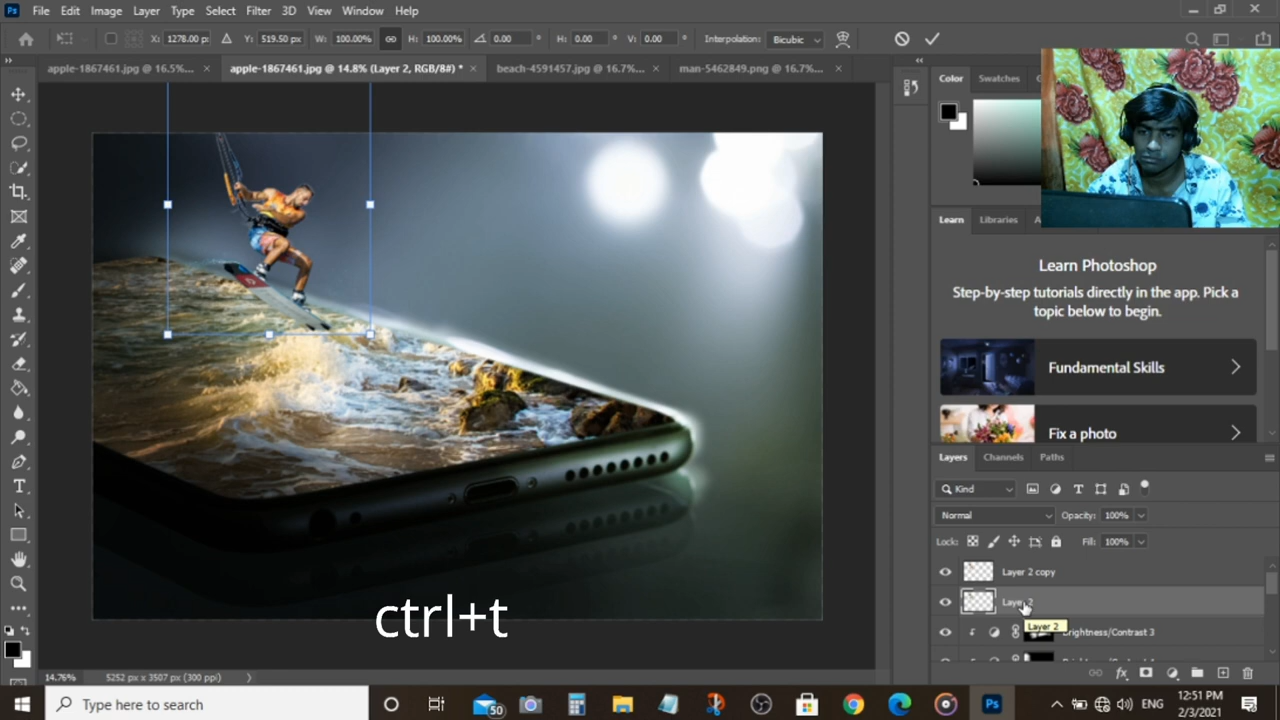 Ps File Edit Image Layer Type Select Filter 3D View Window Help
X: 1278.00 px Y: 519.50 px W: 100.00% H: 100.00% 0.00 ° H: 0.00 ° V: 0.00 ° Interpolation: Bicubic
apple-1867461.jpg @ 16.5%... × apple-1867461.jpg @ 14.8% (Layer 2, RGB/8#) * × beach-4591457.jpg @ 16.7%... × man-5462849.png @ 16.7%... ×
Color Swatches
Learn Libraries
Learn Photoshop
Step-by-step tutorials directly in the app. Pick a
topic below to begin.
Fundamental Skills
Fix a photo
Layers Channels Paths
Kind
Normal Opacity: 100%
Lock: Fill: 100%
Layer 2 copy
Layer 2
Layer 2
Brightness/Contrast 3
ctrl+t
14.76% 5252 px x 3507 px (300 ppi)
Type here to search
50
Ps
ENG
12:51 PM
2/3/2021